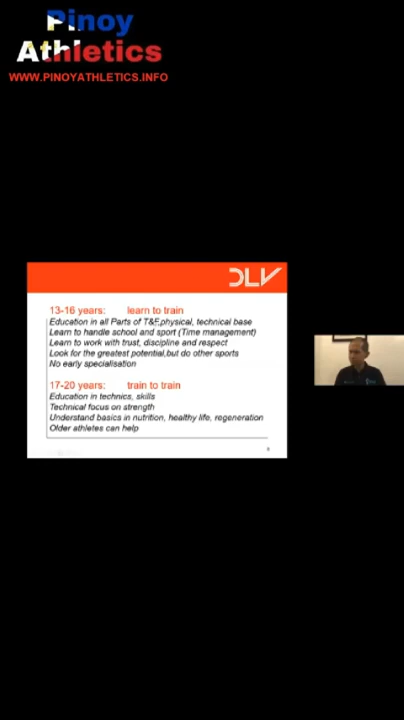 Pinoy
Athletics
WWW.PINOYATHLETICS.INFO
DLV
13-16 years: learn to train
Education in all Parts of T&F,physical, technical base
Learn to handle school and sport (Time management)
Learn to work with trust, discipline and respect
Look for the greatest potential,but do other sports
No early specialisation
17-20 years: train to train
Education in technics, skills
Technical focus on strength
Understand basics in nutrition, healthy life, regeneration
Older athletes can help